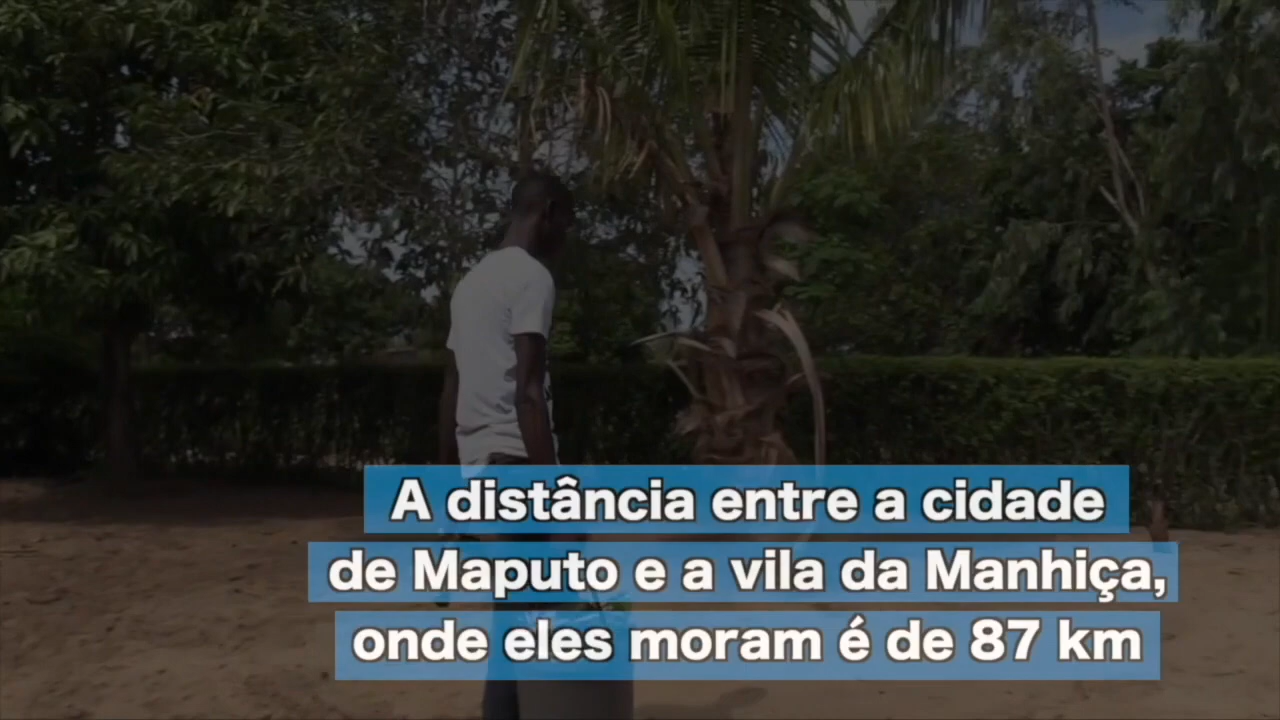 A distância entre a cidade
de Maputo e a vila da Manhiça,
onde eles moram é de 87 km